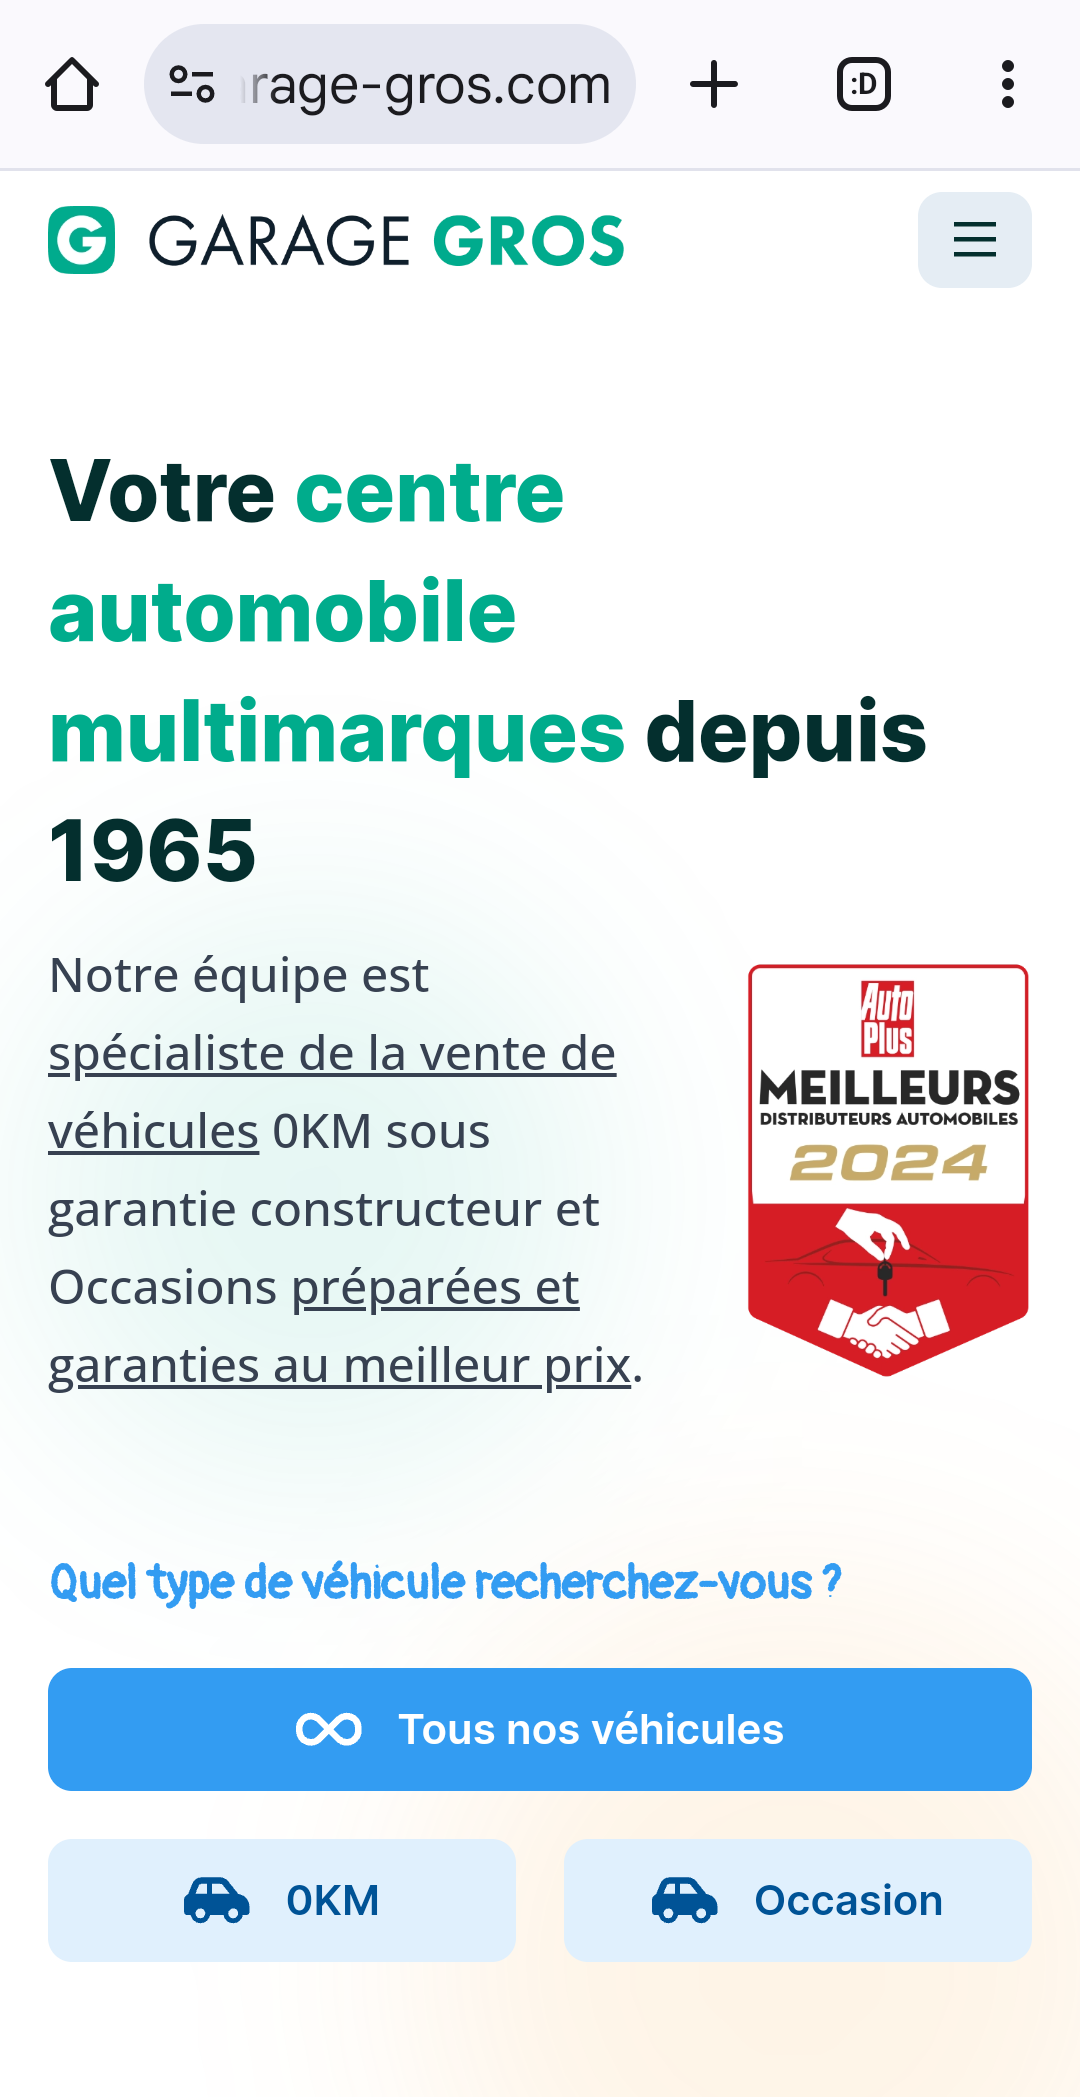 rage-gros.com
:D
G GARAGE GROS
Votre centre
automobile
multimarques depuis
1965
Notre équipe est
spécialiste de la vente de
véhicules 0KM sous
garantie constructeur et
Occasions préparées et
garanties au meilleur prix.
Auto
Plus
MEILLEURS
DISTRIBUTEURS AUTOMOBILES
2024
Quel type de véhicule recherchez-vous ?
Tous nos véhicules
0KM
Occasion